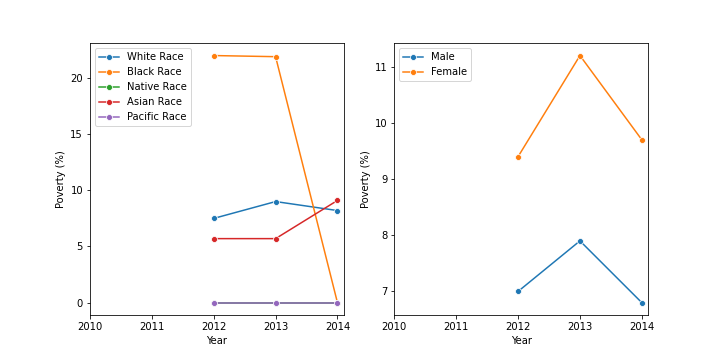 White Race
Black Race
Native Race
Asian Race
Pacific Race
20
15
10
5
0
Poverty (%)
2010 2011 2012 2013 2014
Year
Male
Female
11
10
9
8
7
Poverty (%)
2010 2011 2012 2013 2014
Year